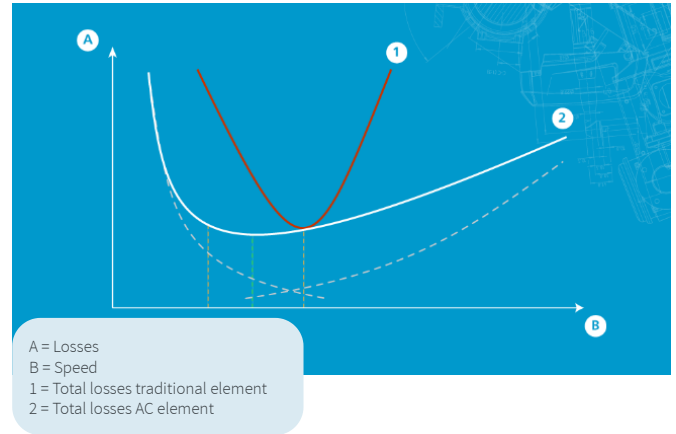 A
1
2
B
A = Losses
B = Speed
1 = Total losses traditional element
2 = Total losses AC element